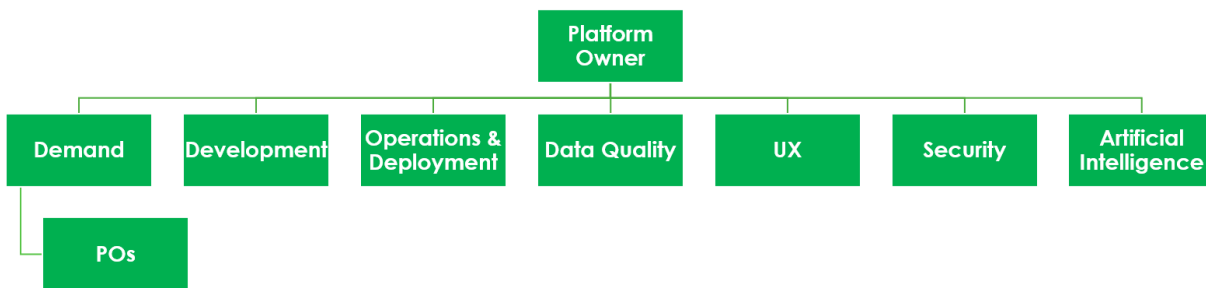 Platform
Owner
Demand
Development
Operations &
Deployment
Data Quality
UX
Security
Artificial
Intelligence
POs